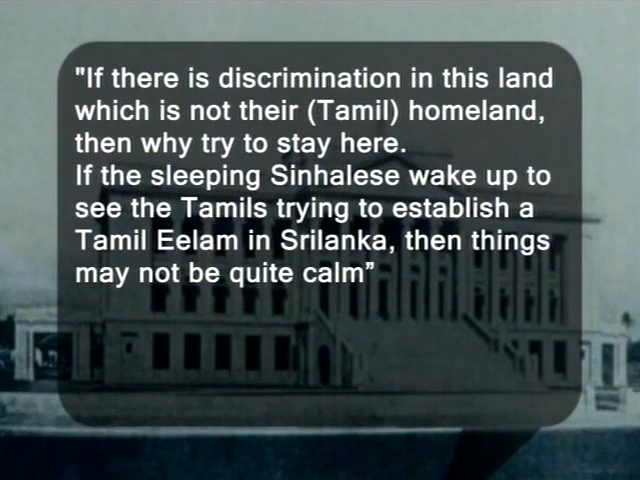 "If there is discrimination in this land
which is not their (Tamil) homeland,
then why try to stay here.
If the sleeping Sinhalese wake up to
see the Tamils trying to establish a
Tamil Eelam in Srilanka, then things
may not be quite calm”